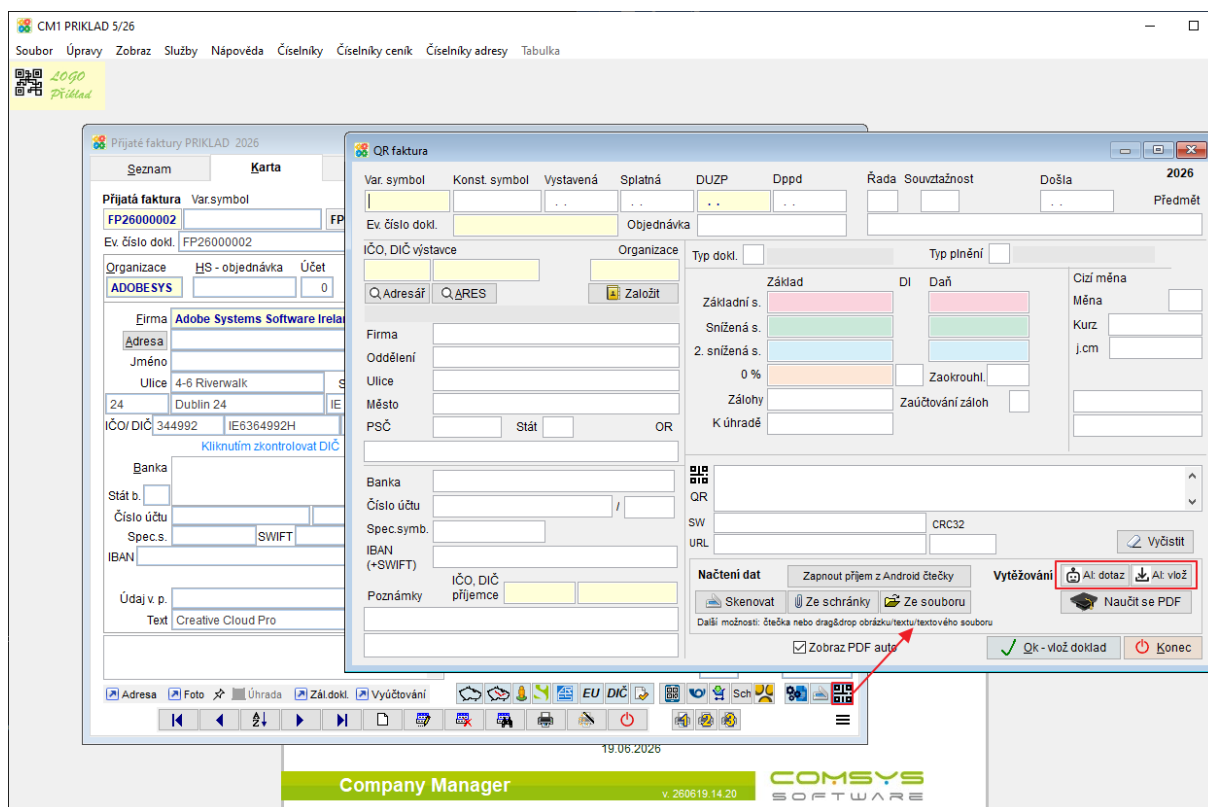 CM1 PRIKLAD 5/26
Soubor Úpravy Zobraz Služby Nápověda Číselníky Číselníky ceník Číselníky adresy Tabulka
LOGO
Příklad
Přijaté faktury PRIKLAD 2026
Seznam Karta
Přijatá faktura Var.symbol
FP26000002 FP
Ev. číslo dokl. FP26000002
Organizace HS - objednávka Účet
ADOBESYS 0
Firma Adobe Systems Software Irelan
Adresa
Jméno
Ulice 4-6 Riverwalk S
24 Dublin 24 IE
IČO/ DIČ 344992 IE6364992H
Kliknutím zkontrolovat DIČ
Banka
Stát b.
Číslo účtu
Spec.s. SWIFT
IBAN
Údaj v. p.
Text Creative Cloud Pro
Adresa Foto Úhrada Zál.dokl. Vyúčtování EU DIČ Sch
QR faktura
Var. symbol Konst. symbol Vystavená Splatná DUZP Dppd Řada Souvztažnost Došla 2026
. . . . . . . . . . Předmět
Ev. číslo dokl. Objednávka
IČO, DIČ výstavce Organizace
Adresář ARES Založit
Firma
Oddělení
Ulice
Město
PSČ Stát OR
Banka
Číslo účtu /
Spec.symb.
IBAN
(+SWIFT)
IČO, DIČ
příjemce
Poznámky
Typ dokl. Typ plnění
Základ DI Daň Cizí měna
Základní s. Měna
Snížená s. Kurz
2. snížená s. j.cm
0 % Zaokrouhl.
Zálohy Zaúčtování záloh
K úhradě
QR
SW CRC32
URL Vyčistit
Načtení dat Zapnout příjem z Android čtečky Vytěžování AI: dotaz AI: vlož
Skenovat Ze schránky Ze souboru Naučit se PDF
Další možnosti: čtečka nebo drag&drop obrázku/textu/textového souboru
Zobraz PDF auto Ok - vlož doklad Konec
19.06.2026
Company Manager v. 260619.14.20 COMSYS
SOFTWARE